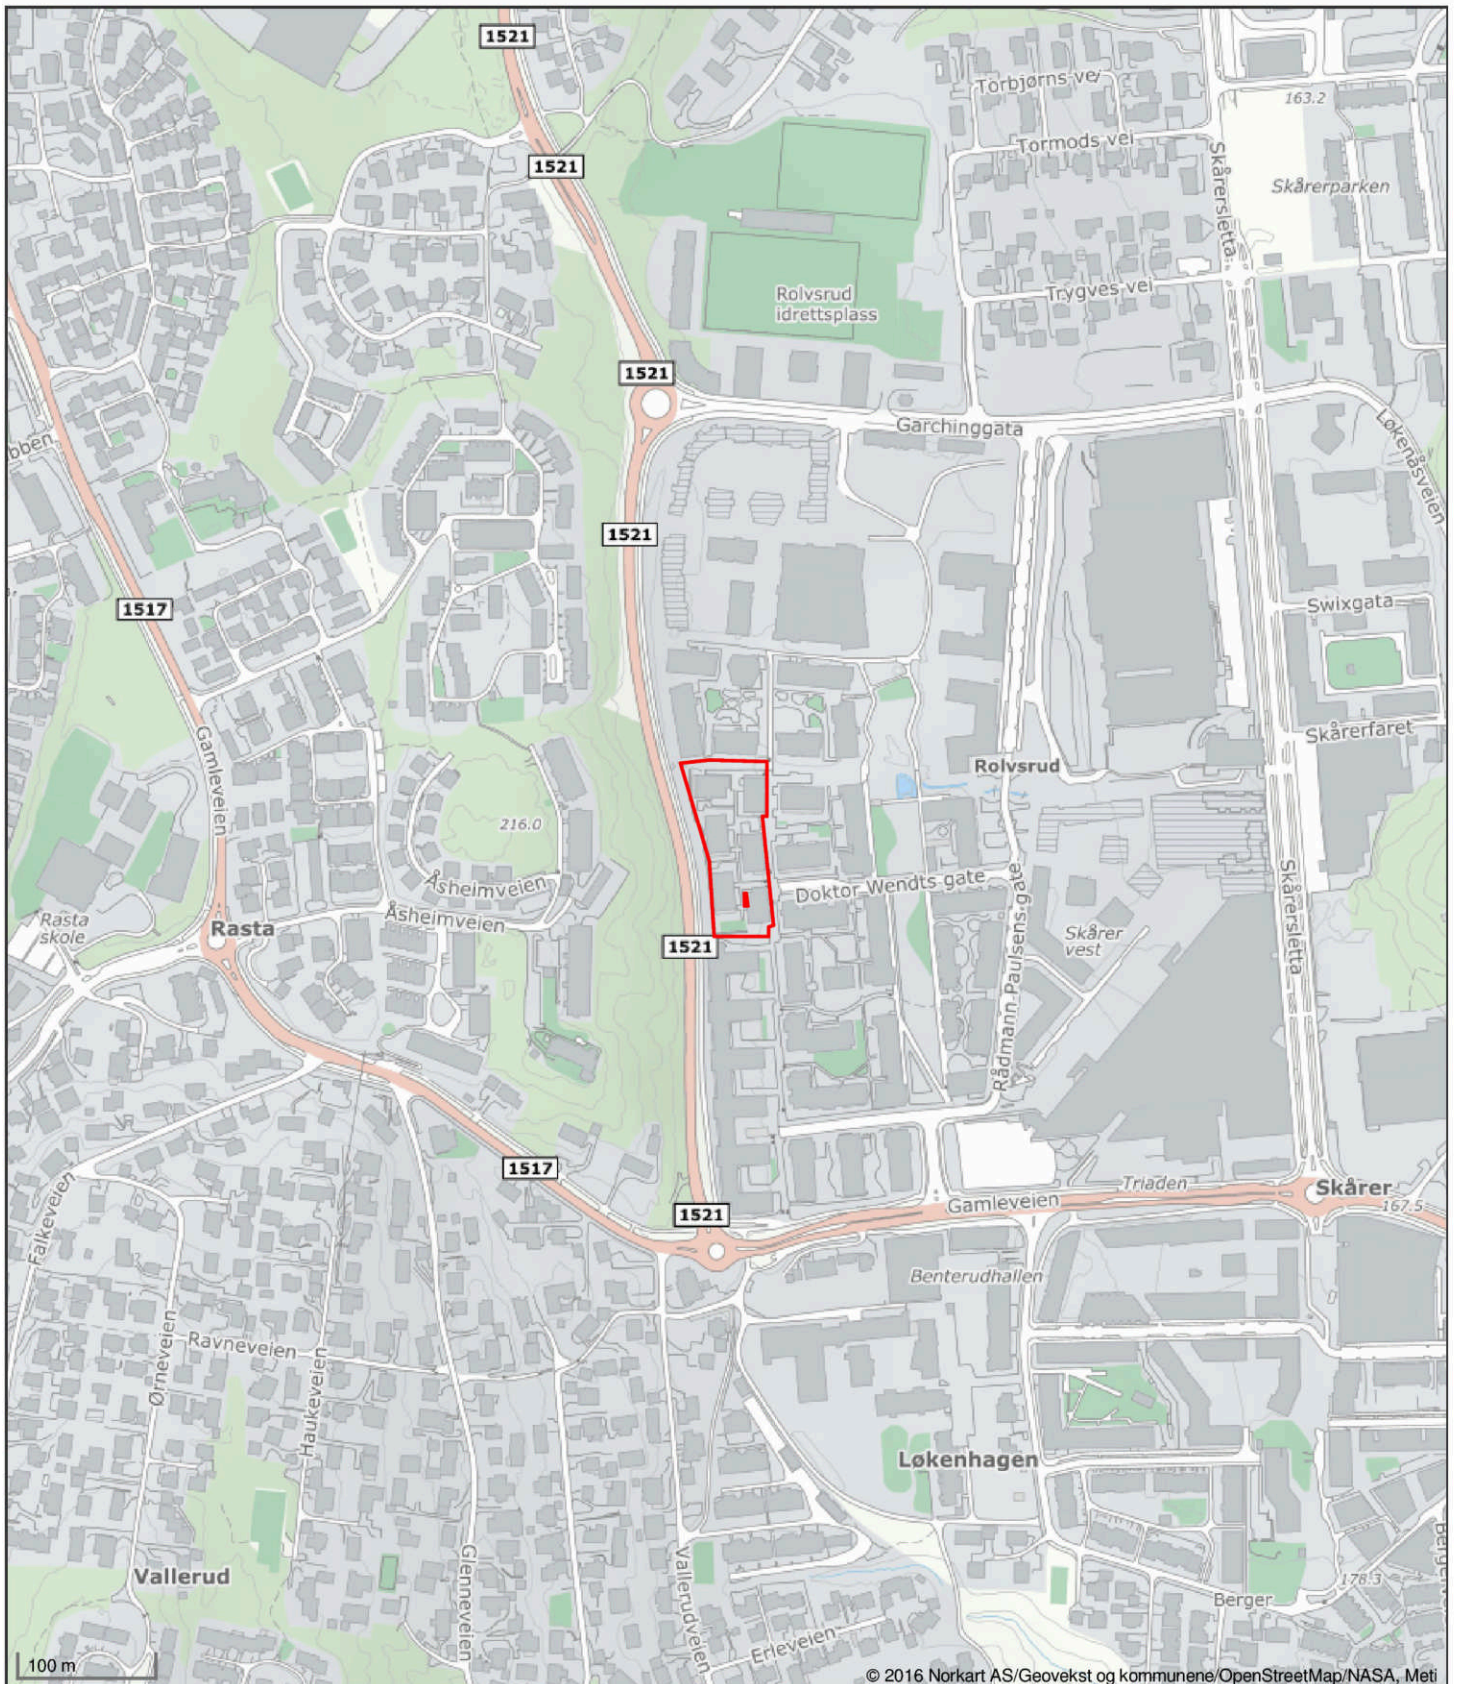 1521
Torbjørns vei
163.2
Tormods vei
1521
Skårersletta
Skårerparken
Trygves vei
Rolvsrud
idrettsplass
1521
Garchinggata
Løkenåsveien
bben
1521
1517
Swixgata
Skårerfaret
Gamleveien
Rolvsrud
216.0
Åsheimveien
Doktor Wendts gate
Rådmann Paulsens gate
Skårersletta
Rasta
skole
Rasta
Åsheimveien
1521
Skårer
vest
1517
Triaden
Skårer
1521
Gamleveien
167.5
Falkeveien
Benterudhallen
Ravneveien
Ørneveien
Haukeveien
Løkenhagen
Vallerud
Glenneveien
Vallerudveien
178.3
Berger
Erleveien
100 m
© 2016 Norkart AS/Geovekst og kommunene/OpenStreetMap/NASA, Meti